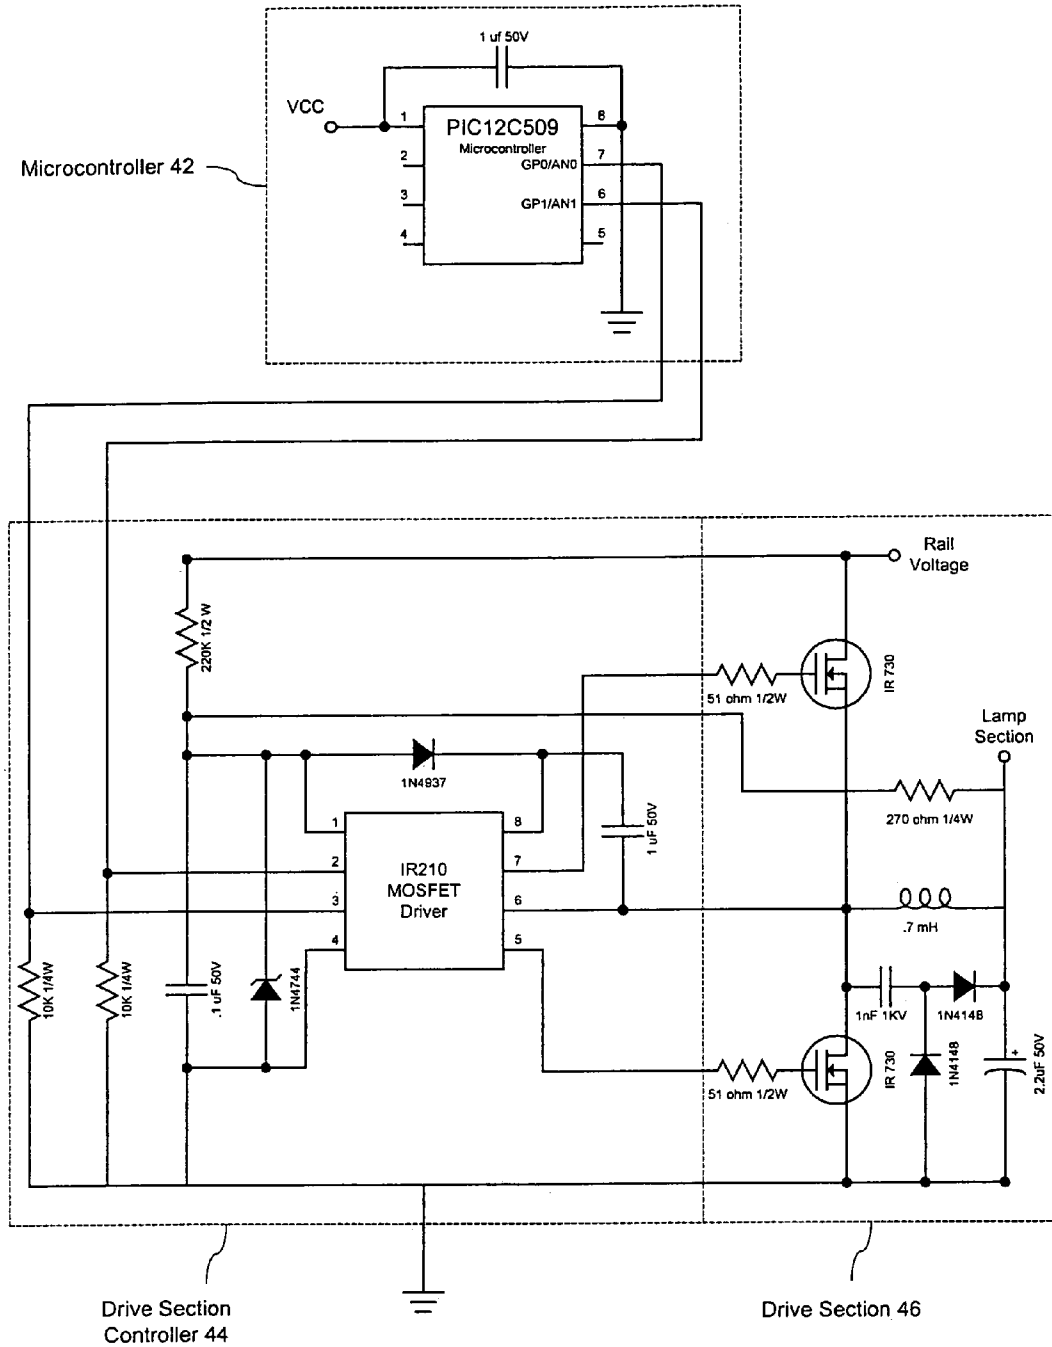 1 uf 50V
VCC
1
PIC12C509
Microcontroller
8
2
GP0/AN0
7
3
GP1/AN1
6
4
5
Microcontroller 42
Rail
Voltage
220K 1/2 W
51 ohm 1/2W
IR 730
Lamp
Section
1N4937
1 uF 50V
270 ohm 1/4W
1
8
2
IR210
MOSFET
Driver
7
3
6
4
5
.7 mH
10K 1/4W
10K 1/4W
.1 uF 50V
1N4744
1nF 1KV
1N4148
51 ohm 1/2W
IR 730
1N4148
+
2.2uF 50V
Drive Section
Controller 44
Drive Section 46